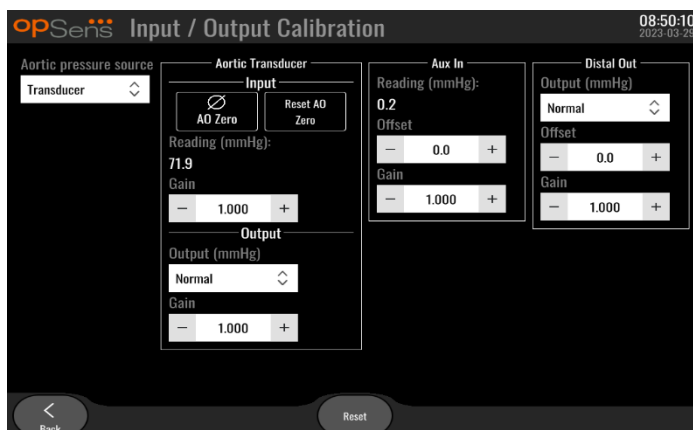 opSens Input / Output Calibration
08:50:10
2023-03-29
Aortic pressure source
Transducer
Aortic Transducer
Input
AO Zero
Reset AO
Zero
Reading (mmHg):
71.9
Gain
− 1.000 +
Output
Output (mmHg)
Normal
Gain
− 1.000 +
Aux In
Reading (mmHg):
0.2
Offset
− 0.0 +
Gain
− 1.000 +
Distal Out
Output (mmHg)
Normal
Offset
− 0.0 +
Gain
− 1.000 +
Back
Reset